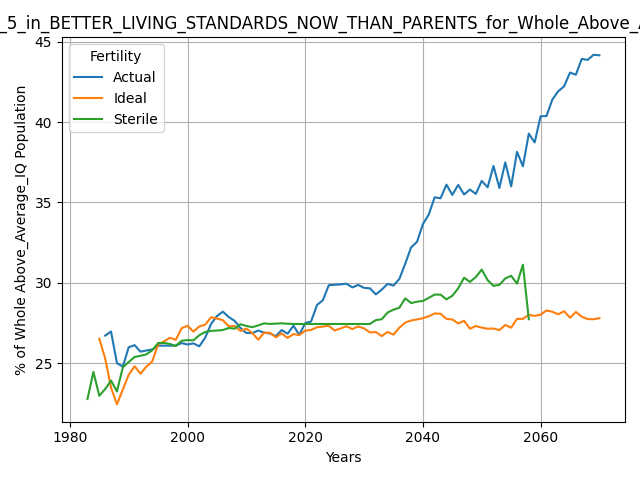 _5_in_BETTER_LIVING_STANDARDS_NOW_THAN_PARENTS_for_Whole_Above_
Fertility
Actual
Ideal
Sterile
% of Whole Above_Average_IQ Population
45
40
35
30
25
1980
2000
2020
2040
2060
Years